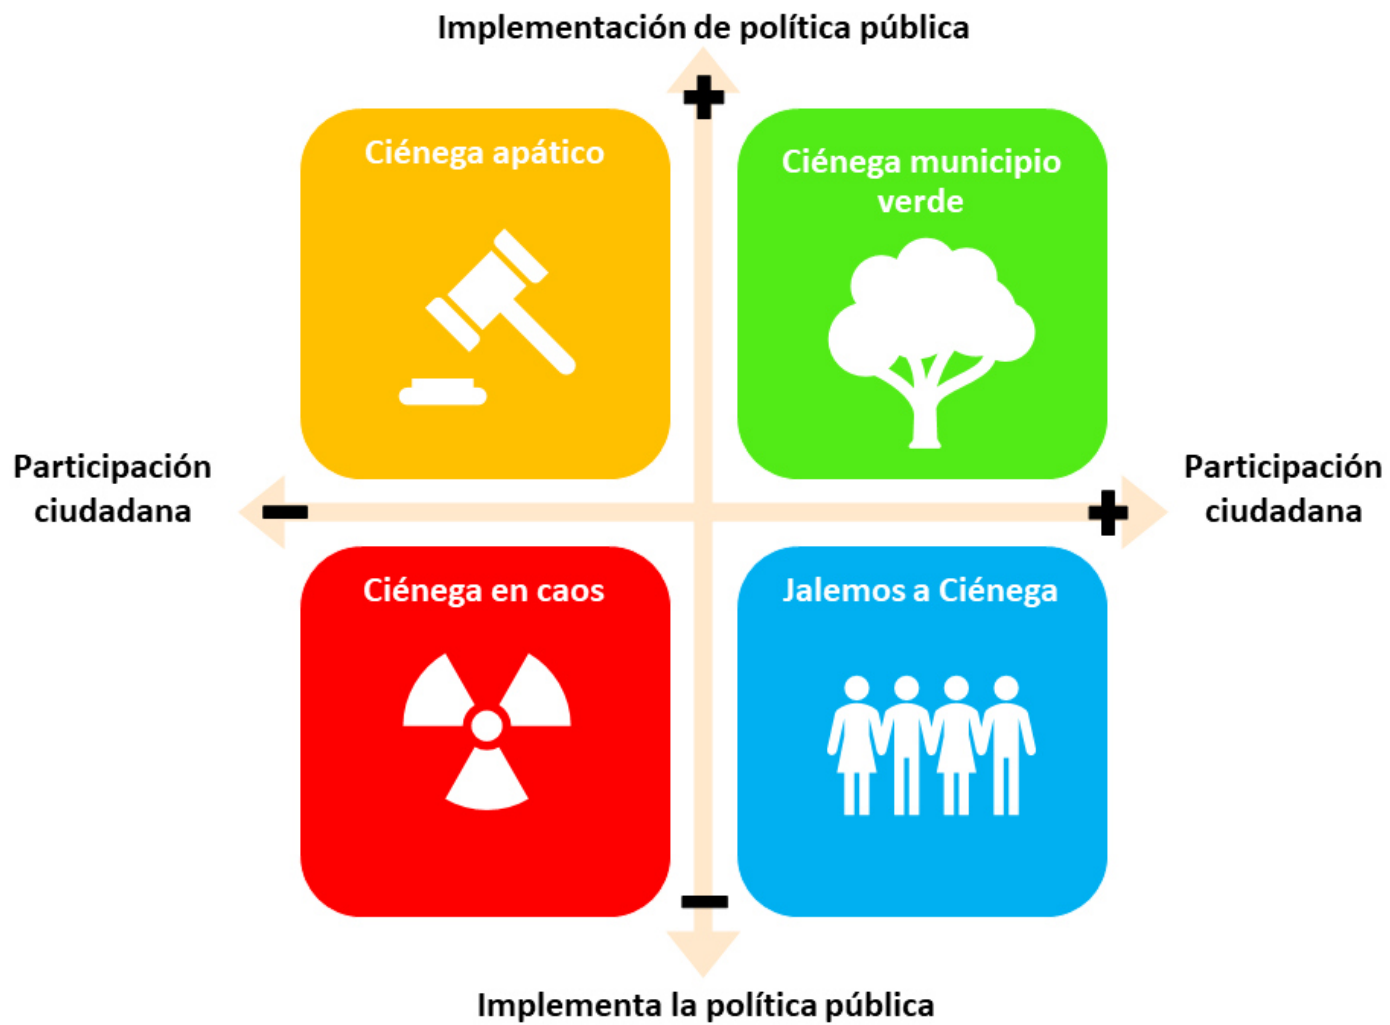 Implementación de política pública
Ciénega apático
Ciénega municipio
verde
Participación
ciudadana
Participación
ciudadana
Ciénega en caos
Jalemos a Ciénega
Implementa la política pública